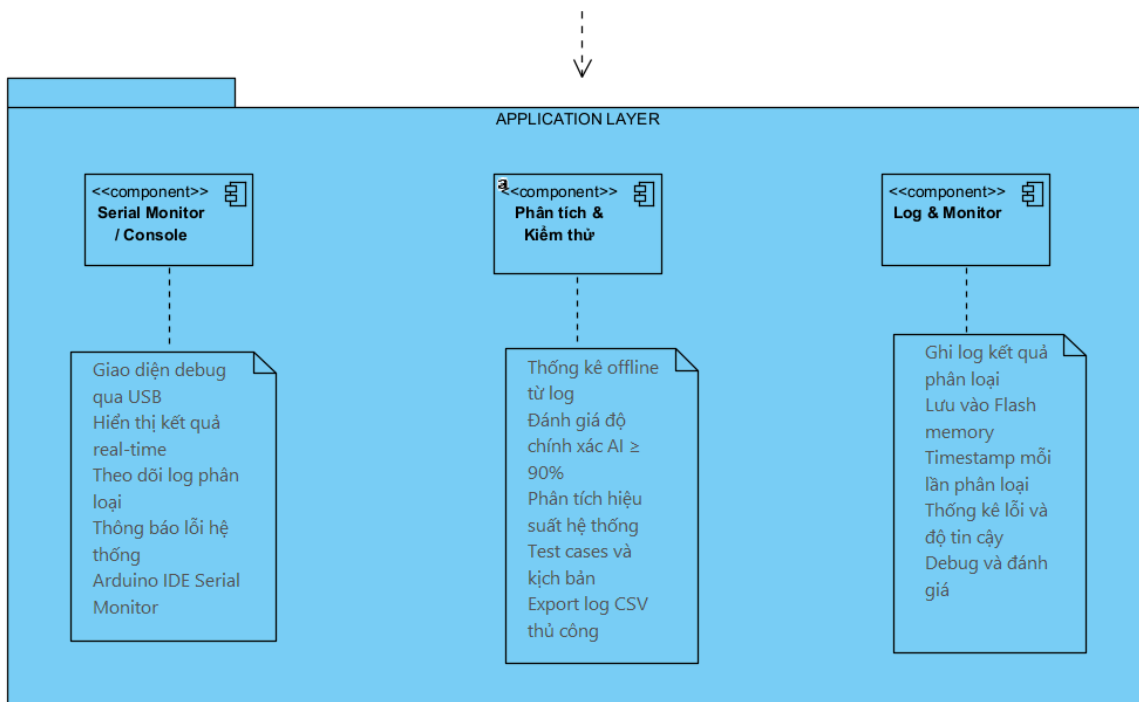 APPLICATION LAYER
<<component>>
Serial Monitor
/ Console
a
<<component>>
Phân tích &
Kiểm thử
<<component>>
Log & Monitor
Giao diện debug
qua USB
Hiển thị kết quả
real-time
Theo dõi log phân
loại
Thông báo lỗi hệ
thống
Arduino IDE Serial
Monitor
Thống kê offline
từ log
Đánh giá độ
chính xác AI ≥
90%
Phân tích hiệu
suất hệ thống
Test cases và
kịch bản
Export log CSV
thủ công
Ghi log kết quả
phân loại
Lưu vào Flash
memory
Timestamp mỗi
lần phân loại
Thống kê lỗi và
độ tin cậy
Debug và đánh
giá